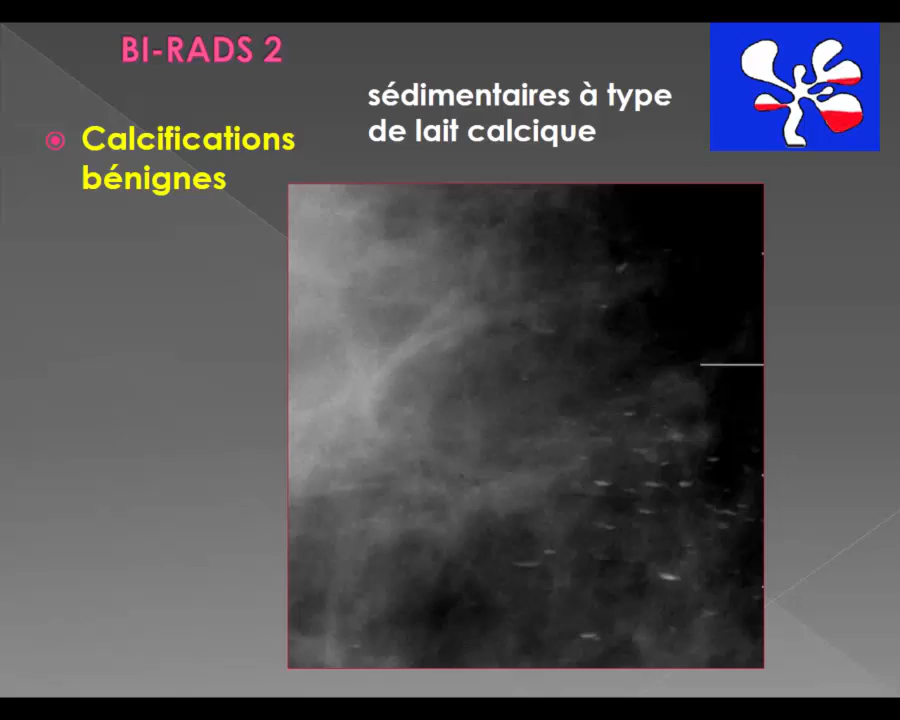 BI-RADS 2
Calcifications
bénignes
sédimentaires à type
de lait calcique